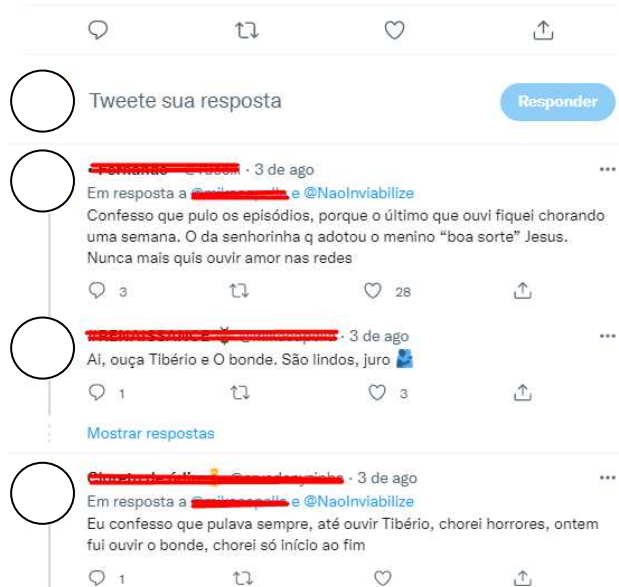 Tweete sua resposta
Responder
· 3 de ago
Em resposta a e @NaoInviabilize
Confesso que pulo os episódios, porque o último que ouvi fiquei chorando
uma semana. O da senhorinha q adotou o menino “boa sorte” Jesus.
Nunca mais quis ouvir amor nas redes
3 28
· 3 de ago
Ai, ouça Tibério e O bonde. São lindos, juro
1 3
Mostrar respostas
· 3 de ago
Em resposta a e @NaoInviabilize
Eu confesso que pulava sempre, até ouvir Tibério, chorei horrores, ontem
fui ouvir o bonde, chorei só início ao fim
1